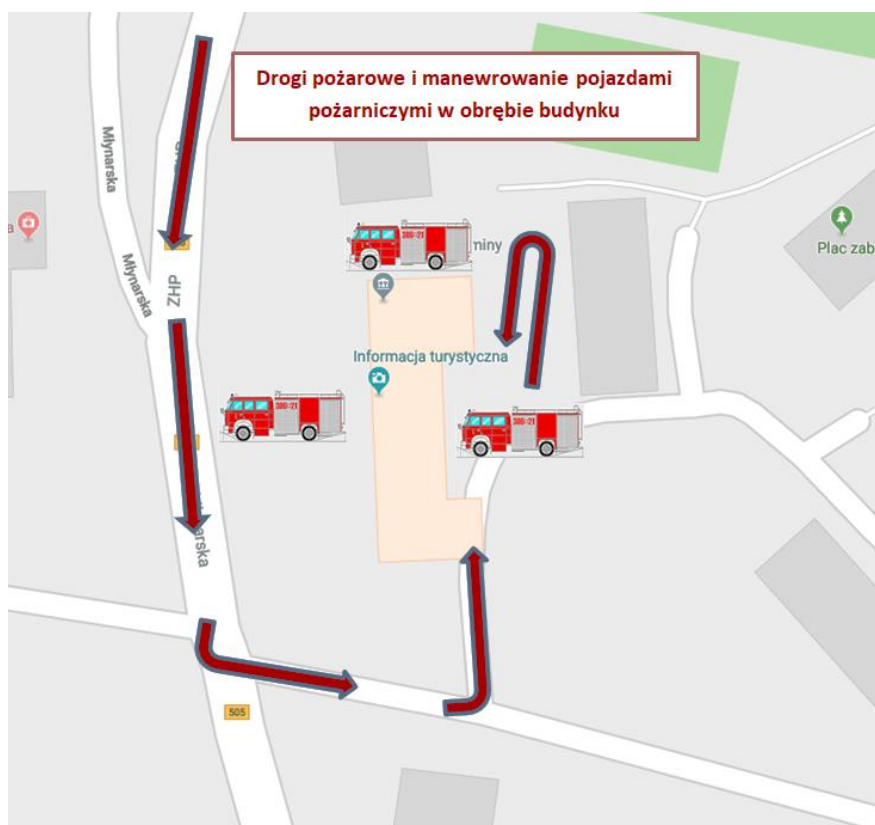 Drogi pożarowe i manewrowanie pojazdami
pożarniczymi w obrębie budynku
Młynarska
Młynarska
ZHP
miny
Plac zab
Informacja turystyczna
arska
505